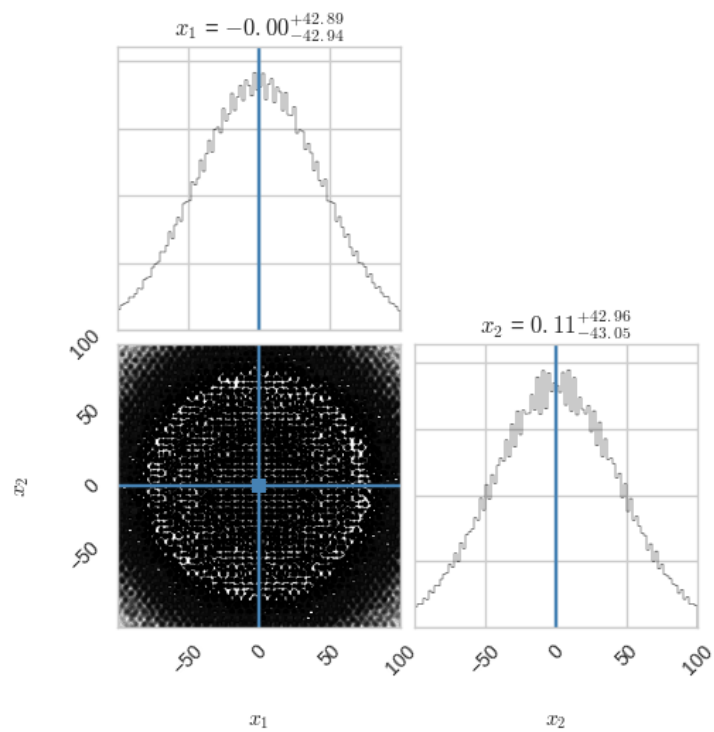 x₁ = −0.00⁺⁴²·⁸⁹₋₄₂.₉₄
x₂ = 0.11⁺⁴²·⁹⁶₋₄₃.₀₅
100
50
0
−50
x₂
−50 0 50 100
−50 0 50 100
x₁
x₂